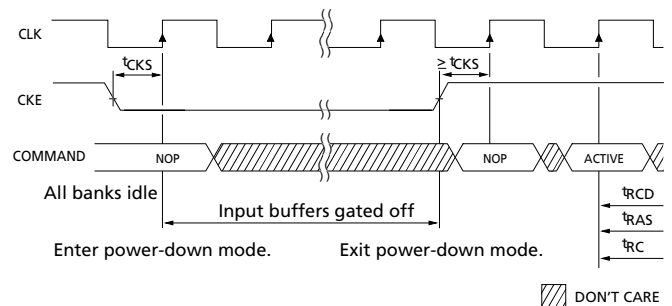 CLK
tCKS
≥ tCKS
CKE
COMMAND
NOP
NOP
ACTIVE
All banks idle
Input buffers gated off
tRCD
tRAS
tRC
Enter power-down mode.
Exit power-down mode.
DON'T CARE